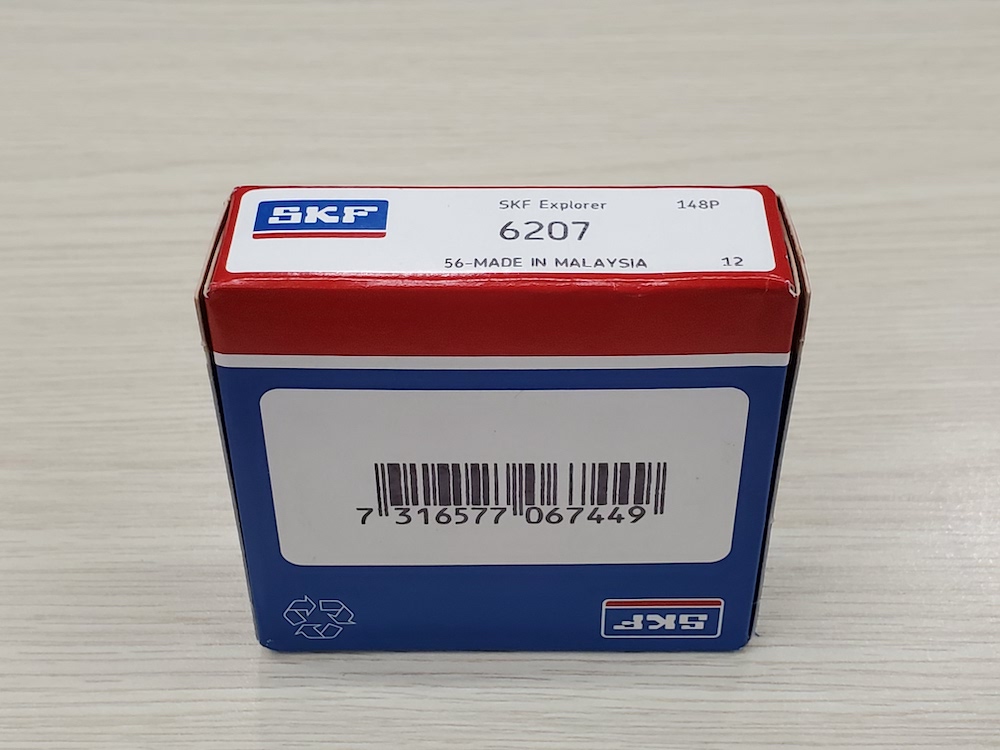 SKF
SKF Explorer 148P
6207
56-MADE IN MALAYSIA 12
7 316577 067449
SKF